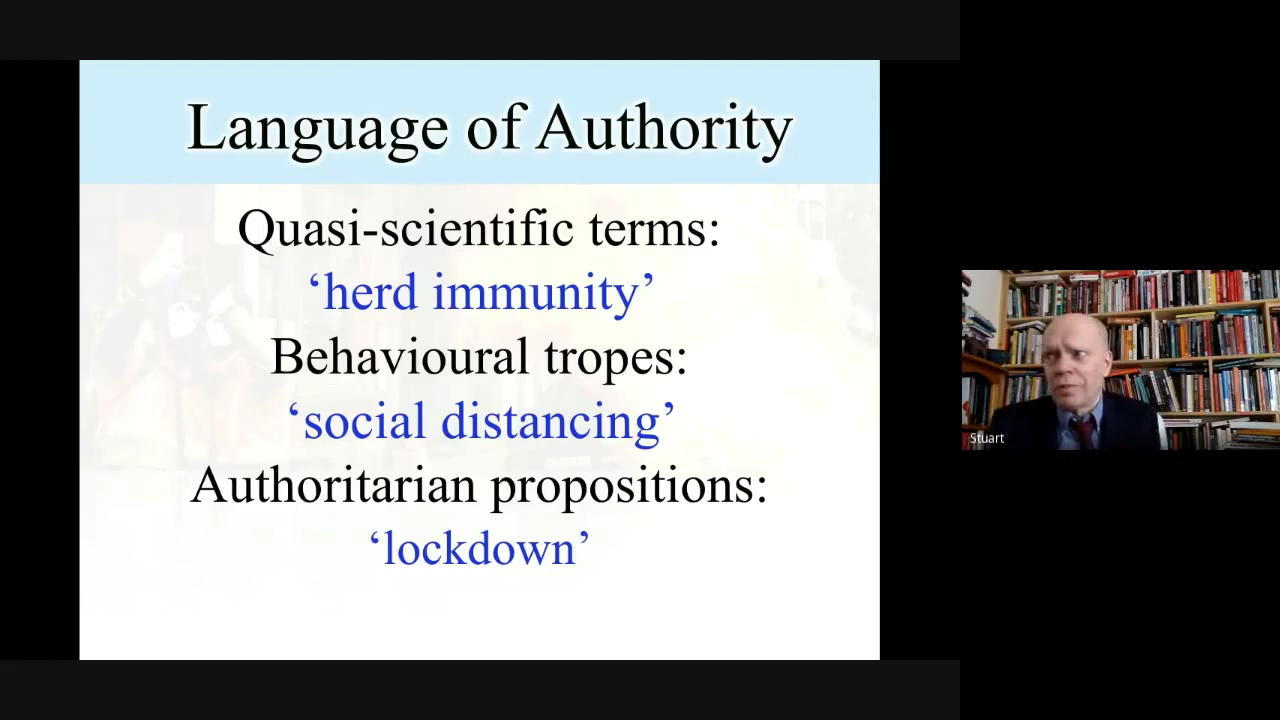 Language of Authority
Quasi-scientific terms:
‘herd immunity’
Behavioural tropes:
‘social distancing’
Authoritarian propositions:
‘lockdown’
Stuart